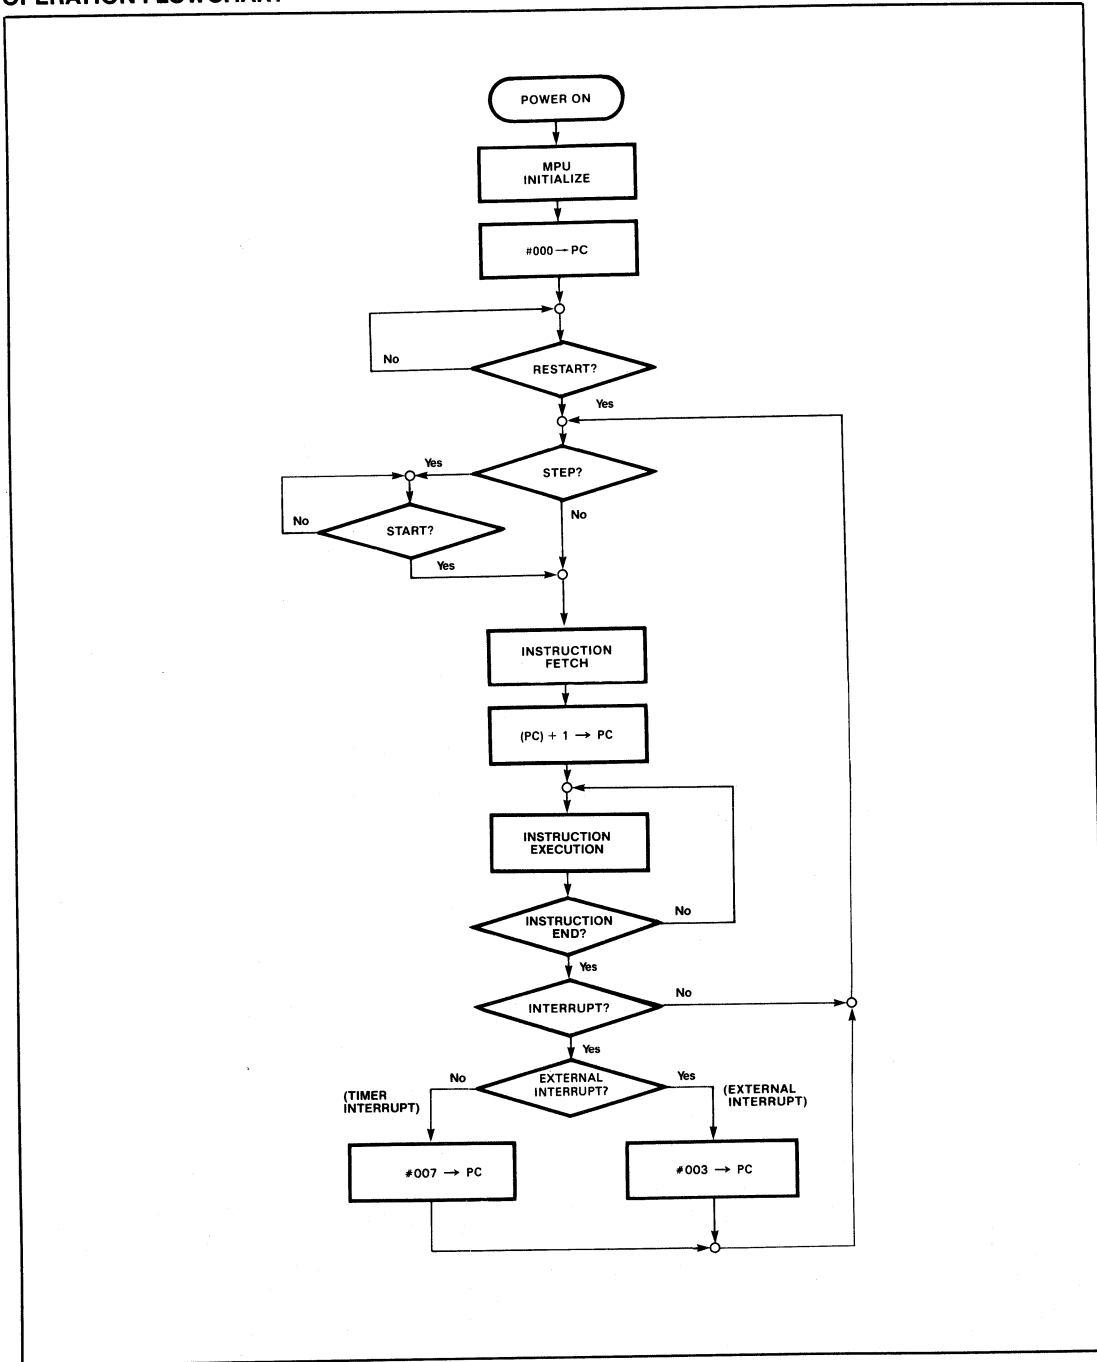 OPERATION FLOWCHART
POWER ON
MPU
INITIALIZE
#000 → PC
RESTART?
No
Yes
STEP?
Yes
No
START?
No
Yes
INSTRUCTION
FETCH
(PC) + 1 → PC
INSTRUCTION
EXECUTION
INSTRUCTION
END?
No
Yes
INTERRUPT?
No
Yes
EXTERNAL
INTERRUPT?
No
Yes
(TIMER
INTERRUPT)
(EXTERNAL
INTERRUPT)
#007 → PC
#003 → PC